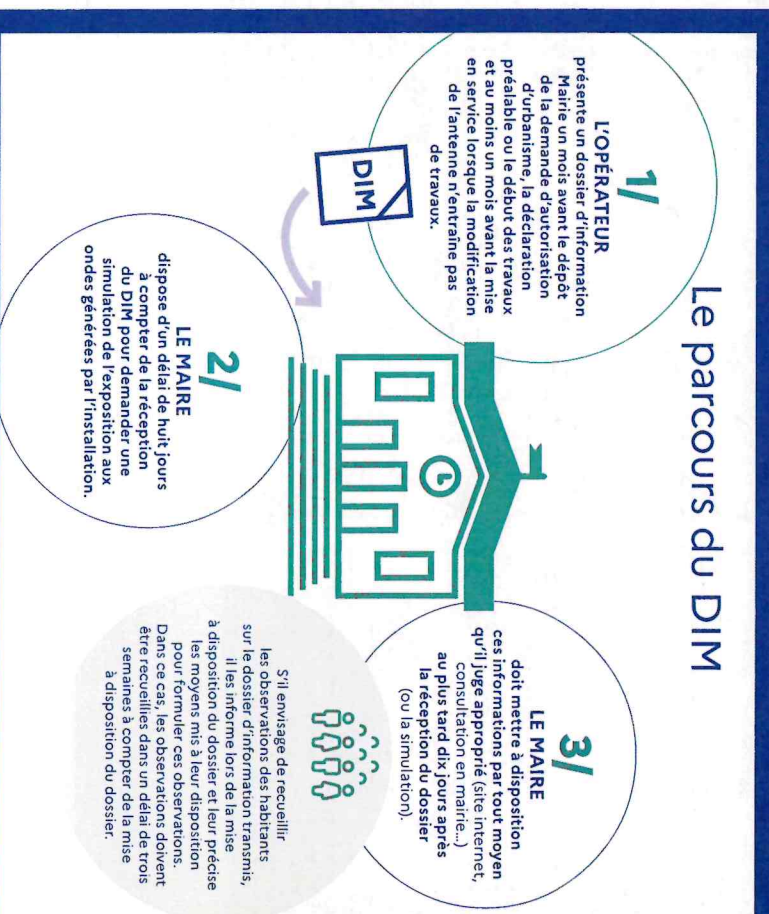 Le parcours du DIM
1/
L'OPÉRATEUR
présente un dossier d'information
Mairie un mois avant le dépôt
de la demande d'autorisation
d'urbanisme, la déclaration
préalable ou le début des travaux
et au moins un mois avant la mise
en service lorsque la modification
de l'antenne n'entraîne pas
de travaux.
DIM
2/
LE MAIRE
dispose d'un délai de huit jours
à compter de la réception
du DIM pour demander une
simulation de l'exposition aux
ondes générées par l'installation.
3/
LE MAIRE
doit mettre à disposition
ces informations par tout moyen
qu'il juge approprié (site internet,
consultation en mairie...)
au plus tard dix jours après
la réception du dossier
(ou la simulation).
S'il envisage de recueillir
les observations des habitants
sur le dossier d'information transmis,
il les informe lors de la mise
à disposition du dossier et leur précise
les moyens mis à leur disposition
pour formuler ces observations.
Dans ce cas, les observations doivent
être recueillies dans un délai de trois
semaines à compter de la mise
à disposition du dossier.